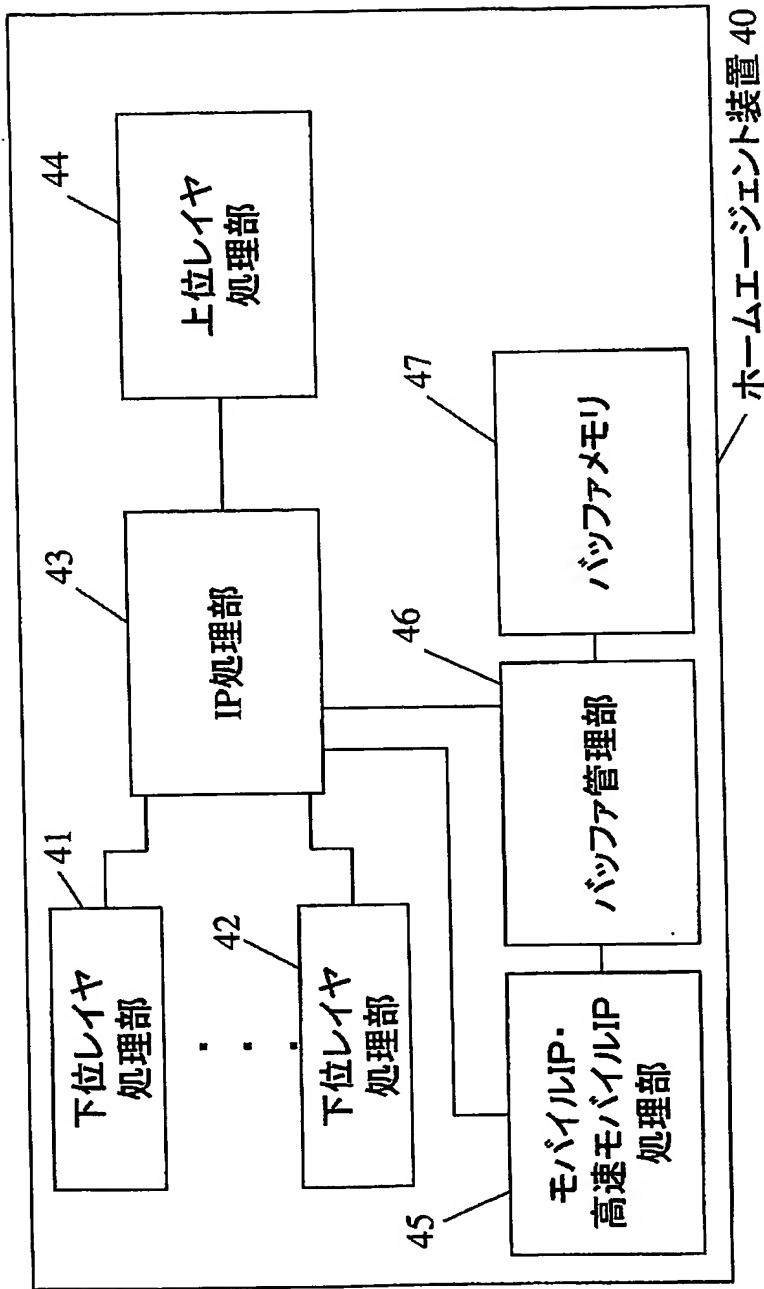 41
下位レイヤ
処理部
42
下位レイヤ
処理部
43
IP処理部
44
上位レイヤ
処理部
45
モバイルIP・
高速モバイルIP
処理部
46
バッファ管理部
47
バッファメモリ
ホームエージェント装置 40